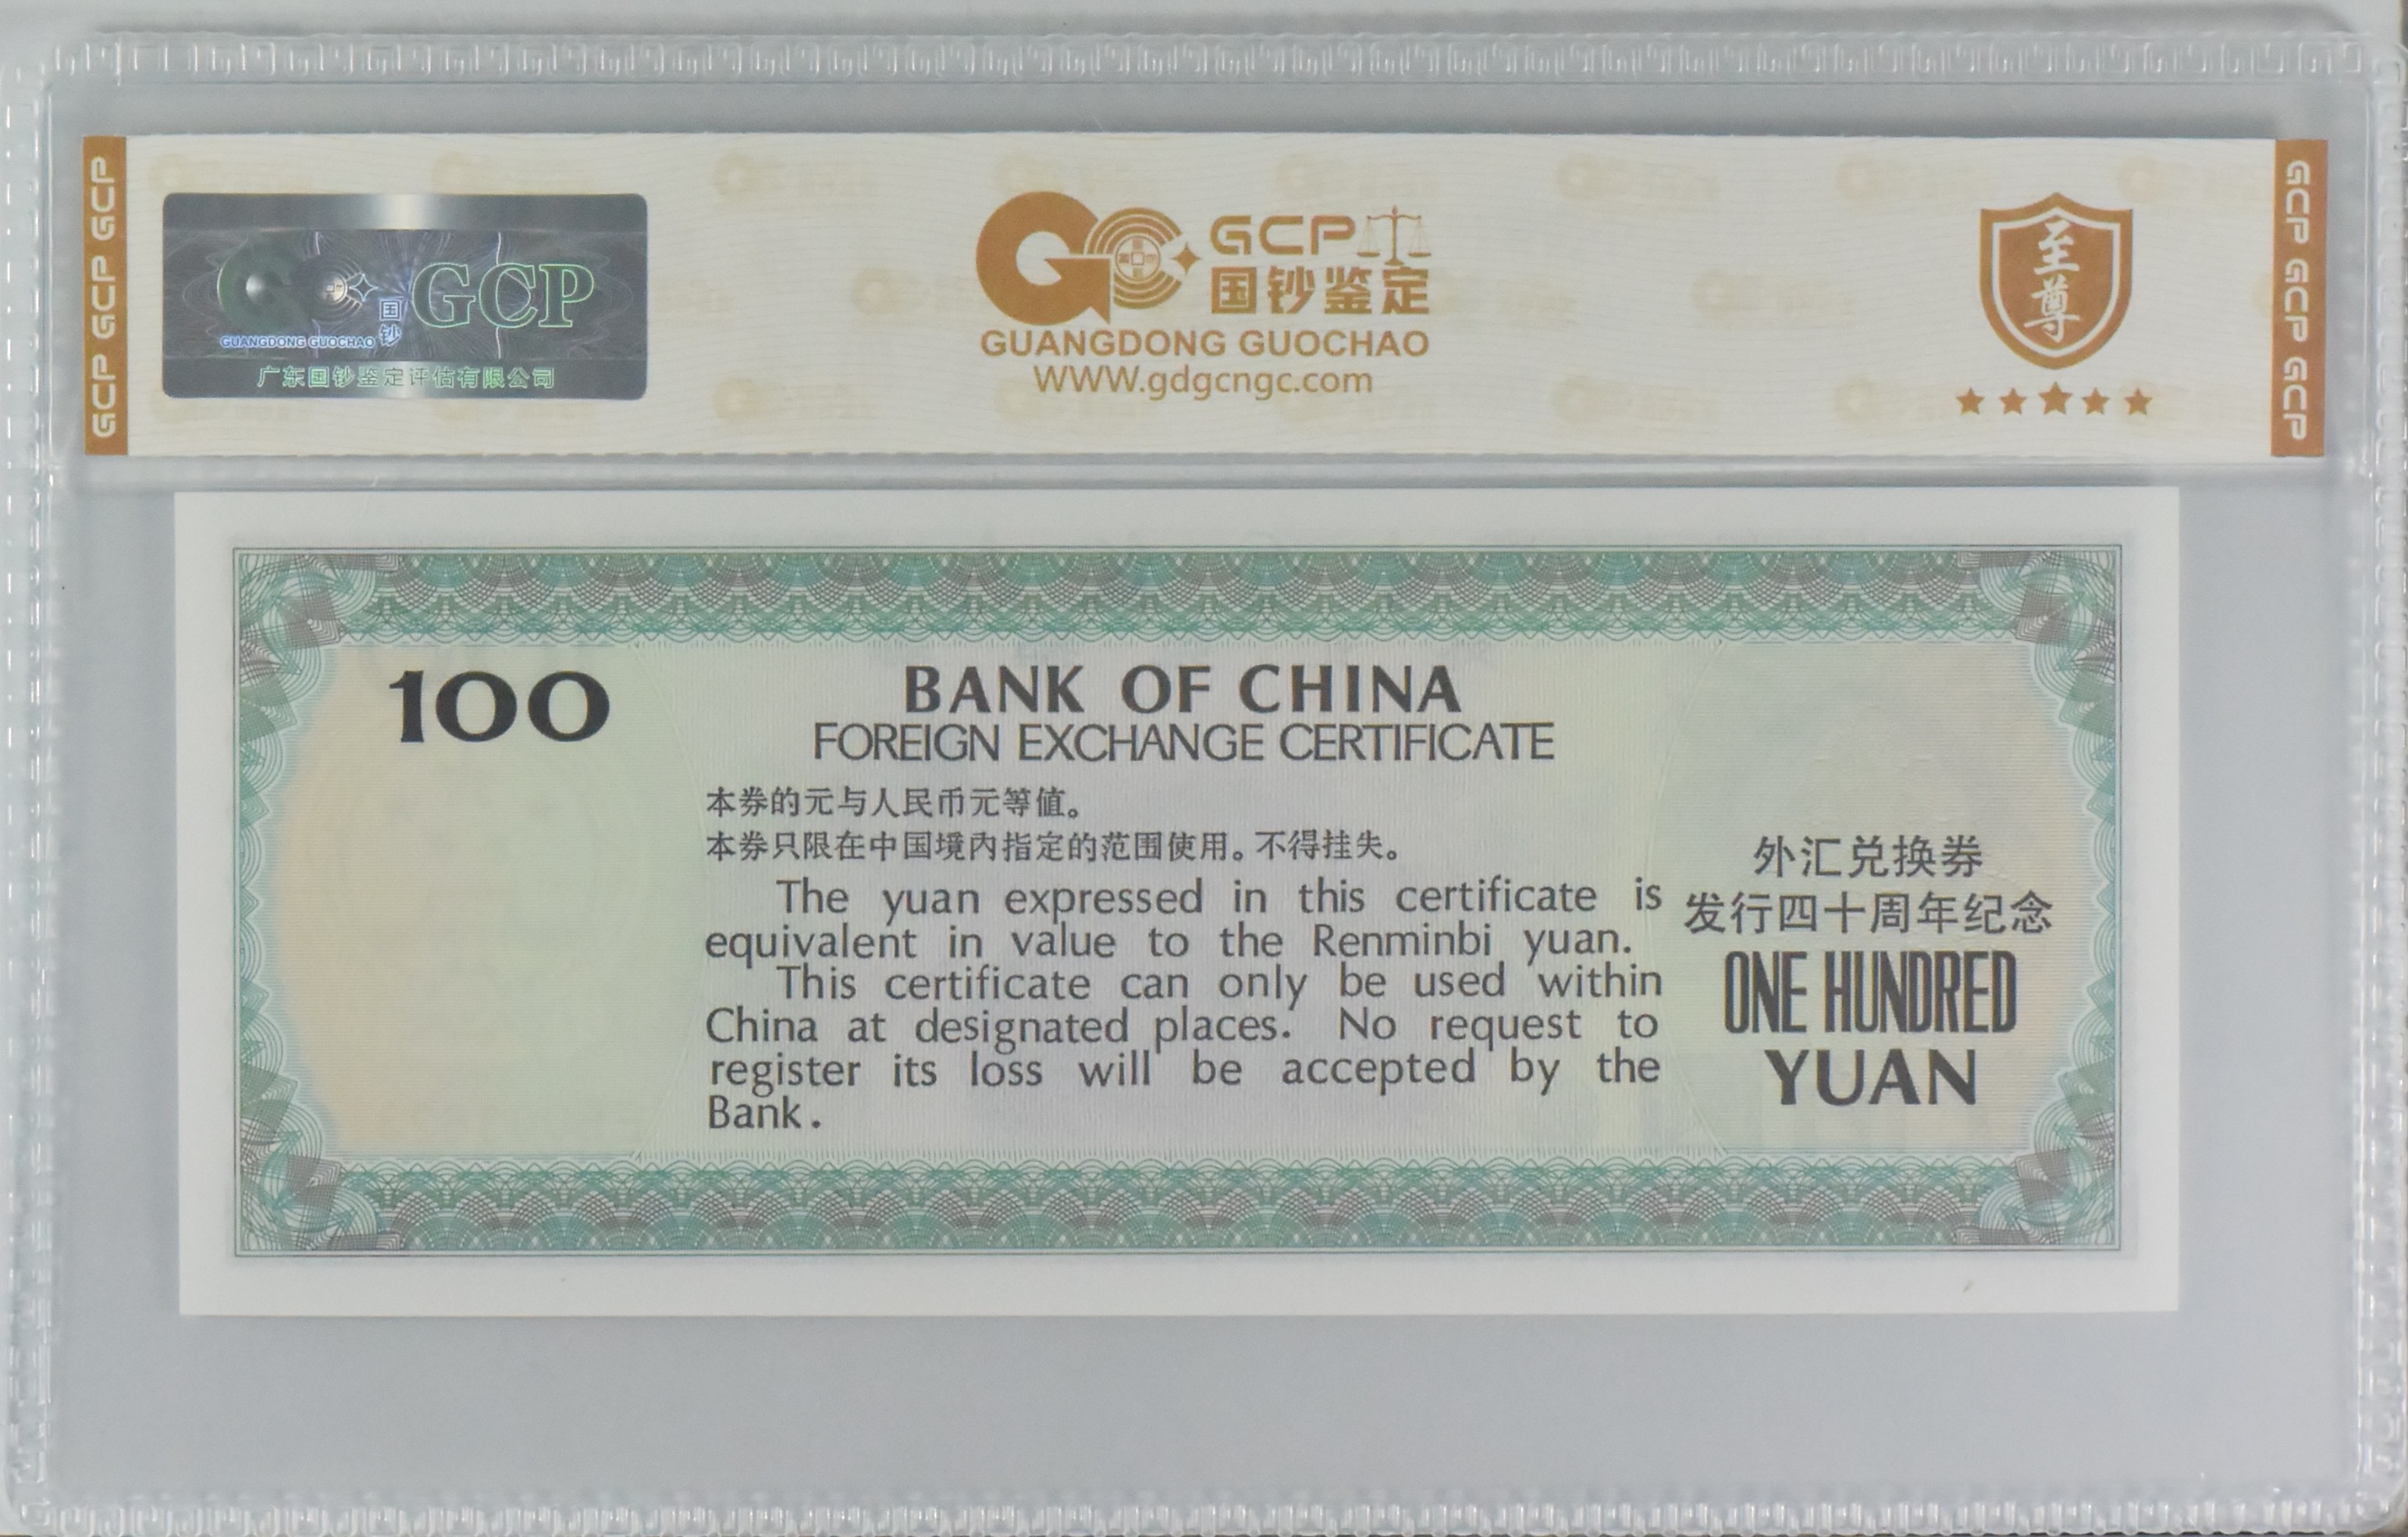 GCP GCP GCP
GCP
国钞
GUANGDONG GUOCHAO
广东国钞鉴定评估有限公司
GCP
国钞鉴定
GUANGDONG GUOCHAO
WWW.gdgcngc.com
至尊
GCP GCP GCP
100
BANK OF CHINA
FOREIGN EXCHANGE CERTIFICATE
本券的元与人民币元等值。
本券只限在中国境内指定的范围使用。不得挂失。
The yuan expressed in this certificate is
equivalent in value to the Renminbi yuan.
This certificate can only be used within
China at designated places. No request to
register its loss will be accepted by the
Bank.
外汇兑换券
发行四十周年纪念
ONE HUNDRED
YUAN